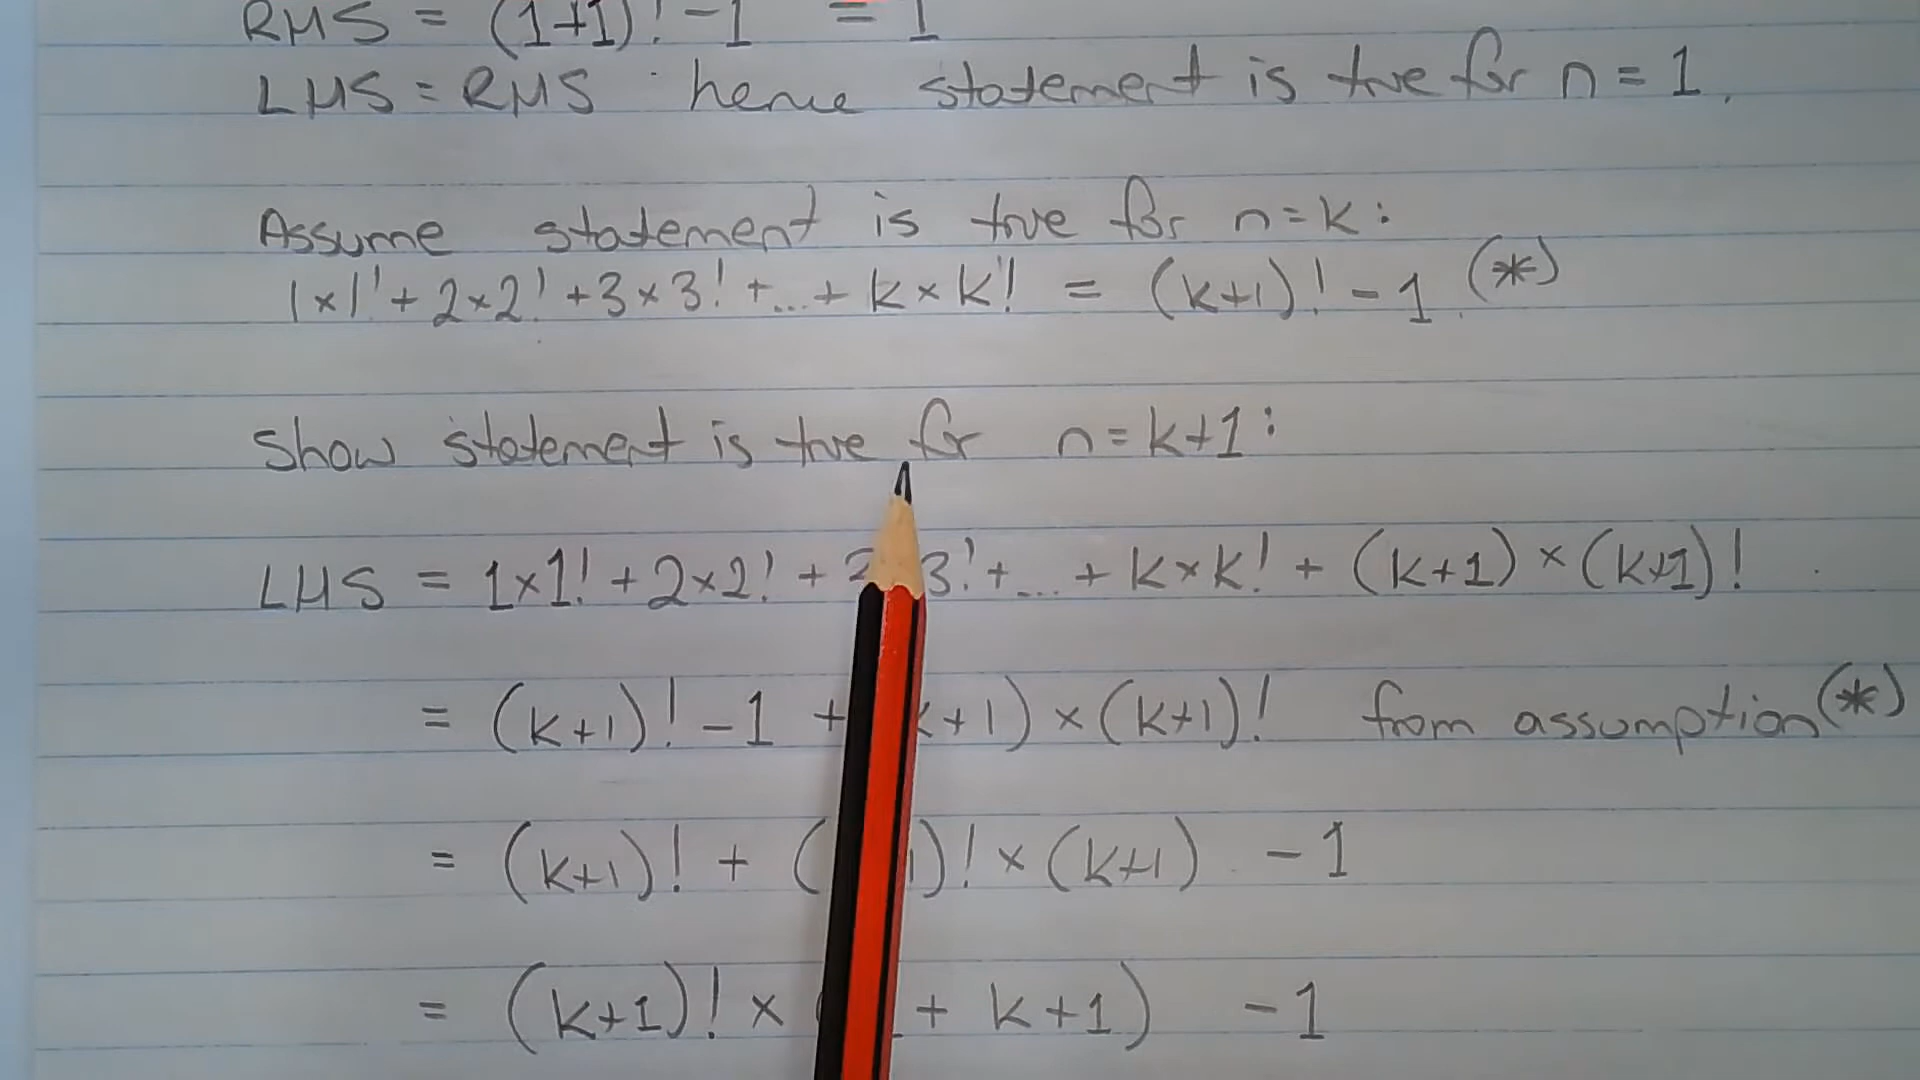 RHS = (1+1)! - 1 = 1
LHS = RHS hence statement is true for n = 1.
Assume statement is true for n = k :
1×1! + 2×2! + 3×3! + ... + k×k! = (k+1)! - 1. (*)
Show statement is true for n = k+1 :
LHS = 1×1! + 2×2! + 3! + ... + k×k! + (k+1) × (k+1)!
= (k+1)! - 1 + k+1) × (k+1)! from assumption (*)
= (k+1)! + ( 1)! × (k+1) - 1
= (k+1)! × + k+1) - 1